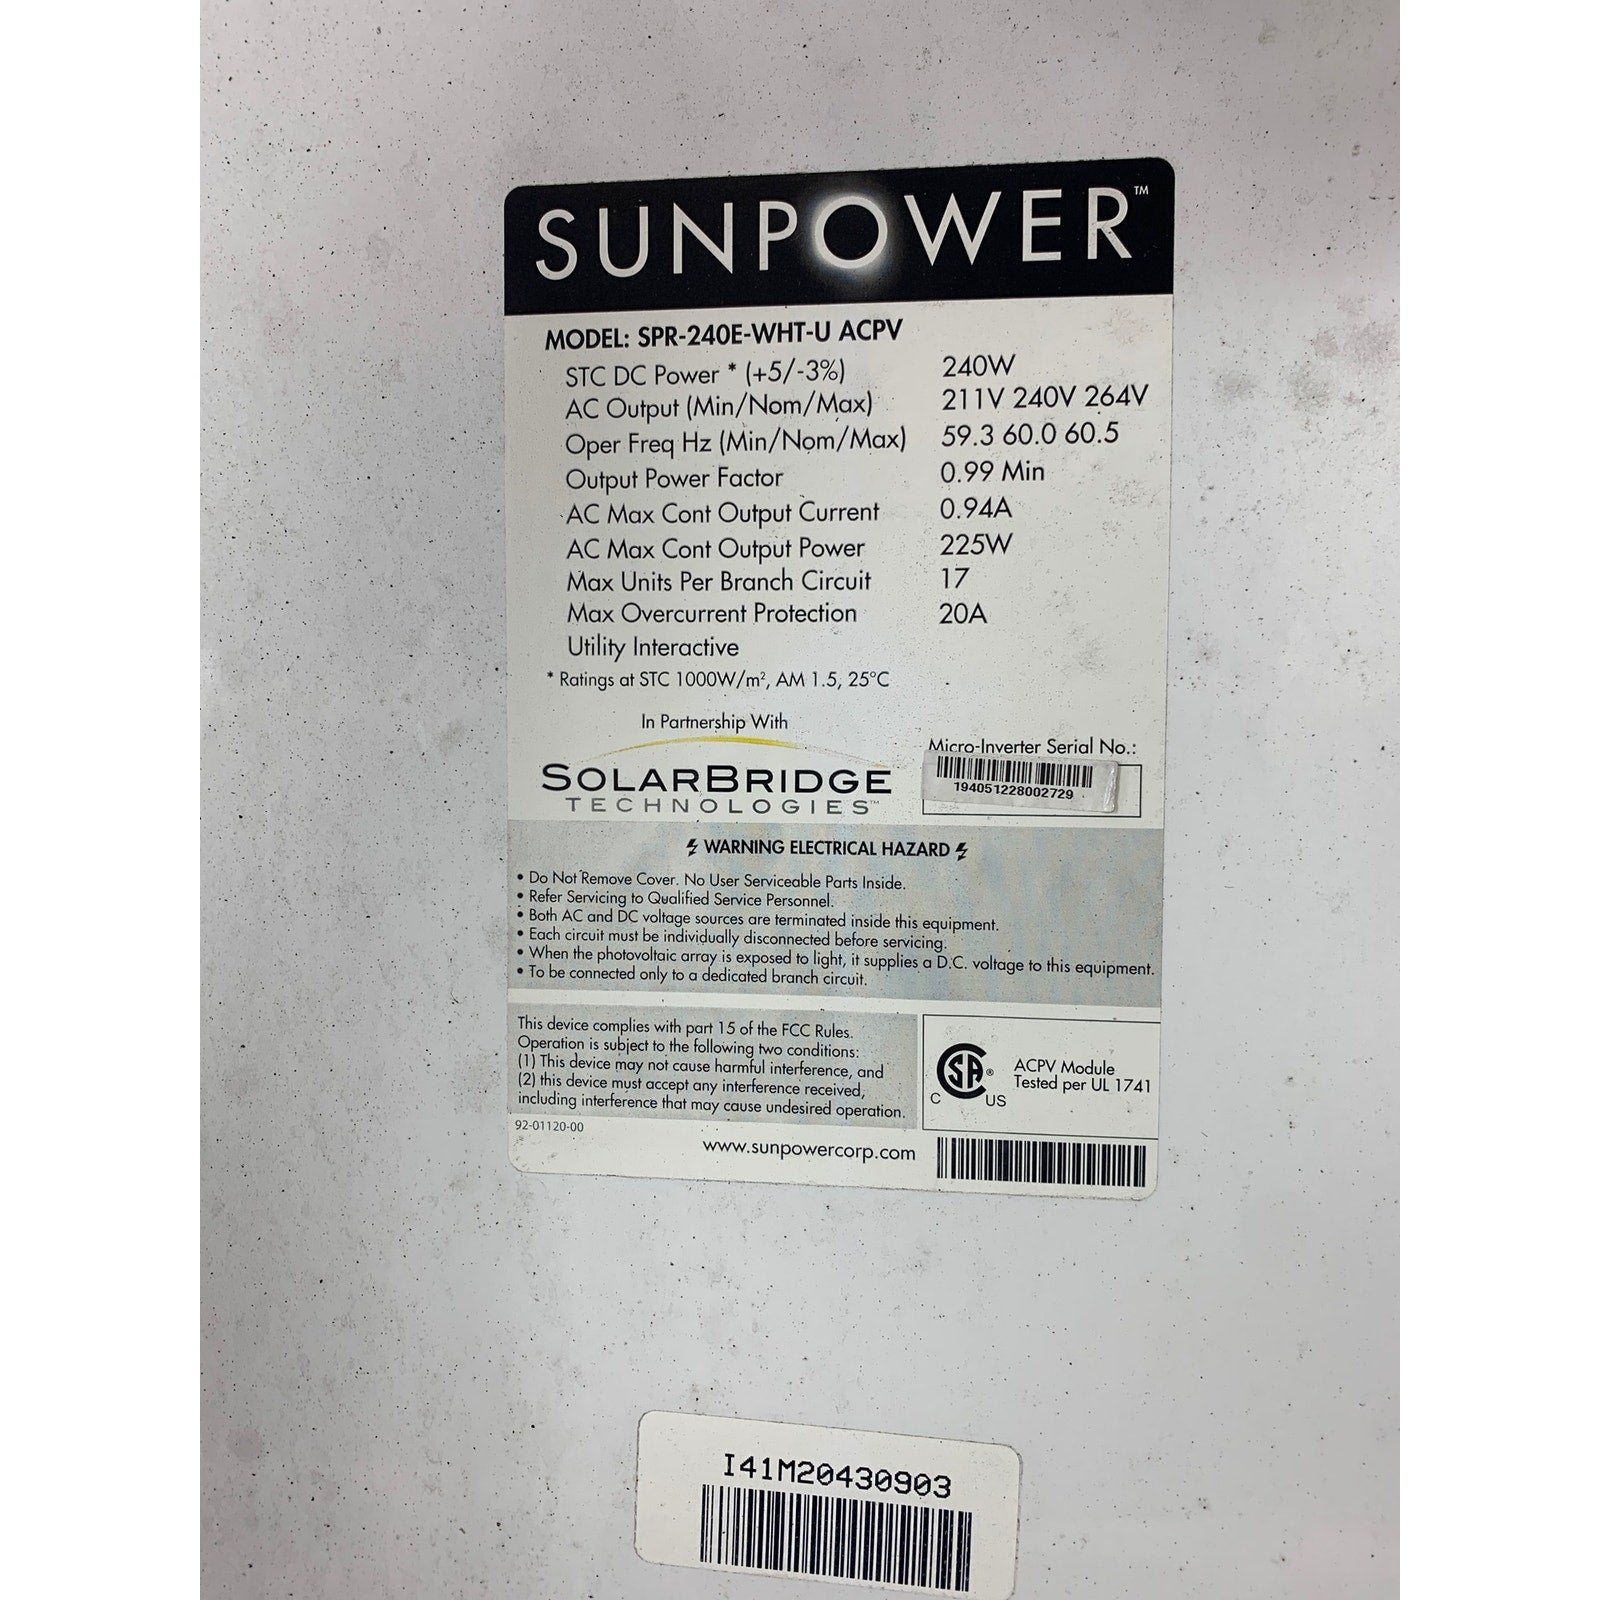 SUNPOWER™
MODEL: SPR-240E-WHT-U ACPV
STC DC Power * (+5/-3%) 240W
AC Output (Min/Nom/Max) 211V 240V 264V
Oper Freq Hz (Min/Nom/Max) 59.3 60.0 60.5
Output Power Factor 0.99 Min
AC Max Cont Output Current 0.94A
AC Max Cont Output Power 225W
Max Units Per Branch Circuit 17
Max Overcurrent Protection 20A
Utility Interactive
* Ratings at STC 1000W/m², AM 1.5, 25°C
In Partnership With
SOLARBRIDGE
TECHNOLOGIES™
Micro-Inverter Serial No.:
194051228002729
WARNING ELECTRICAL HAZARD
• Do Not Remove Cover. No User Serviceable Parts Inside.
• Refer Servicing to Qualified Service Personnel.
• Both AC and DC voltage sources are terminated inside this equipment.
• Each circuit must be individually disconnected before servicing.
• When the photovoltaic array is exposed to light, it supplies a D.C. voltage to this equipment.
• To be connected only to a dedicated branch circuit.
This device complies with part 15 of the FCC Rules.
Operation is subject to the following two conditions:
(1) This device may not cause harmful interference, and
(2) this device must accept any interference received,
including interference that may cause undesired operation.
C SA ® US
ACPV Module
Tested per UL 1741
92-01120-00
www.sunpowercorp.com
I41M20430903